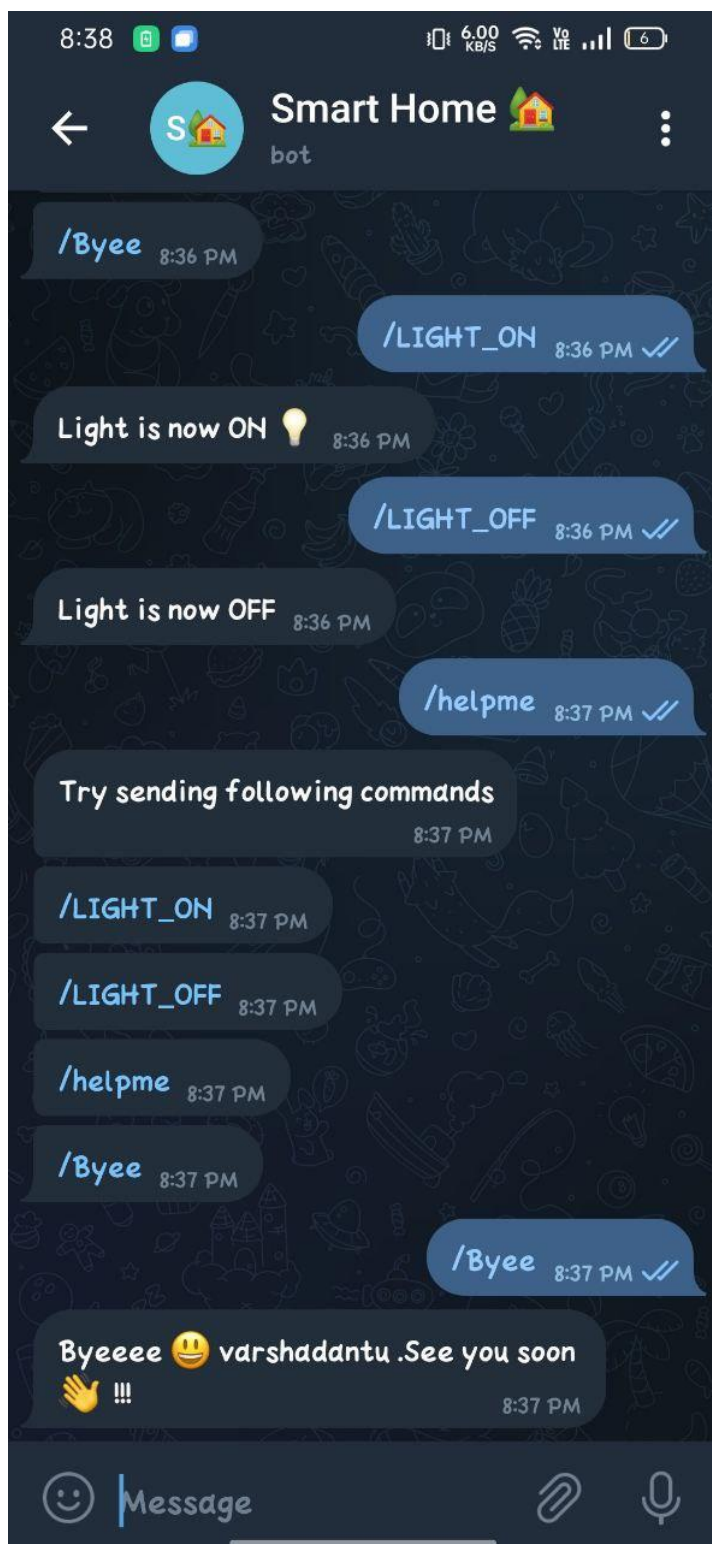 8:38 6.00 KB/S Vo LTE 6
S Smart Home 🏡
bot
/Byee 8:36 PM
/LIGHT_ON 8:36 PM
Light is now ON 💡 8:36 PM
/LIGHT_OFF 8:36 PM
Light is now OFF 8:36 PM
/helpme 8:37 PM
Try sending following commands
8:37 PM
/LIGHT_ON 8:37 PM
/LIGHT_OFF 8:37 PM
/helpme 8:37 PM
/Byee 8:37 PM
/Byee 8:37 PM
Byeeee 😃 varshadantu .See you soon
👋 !!!
8:37 PM
Message